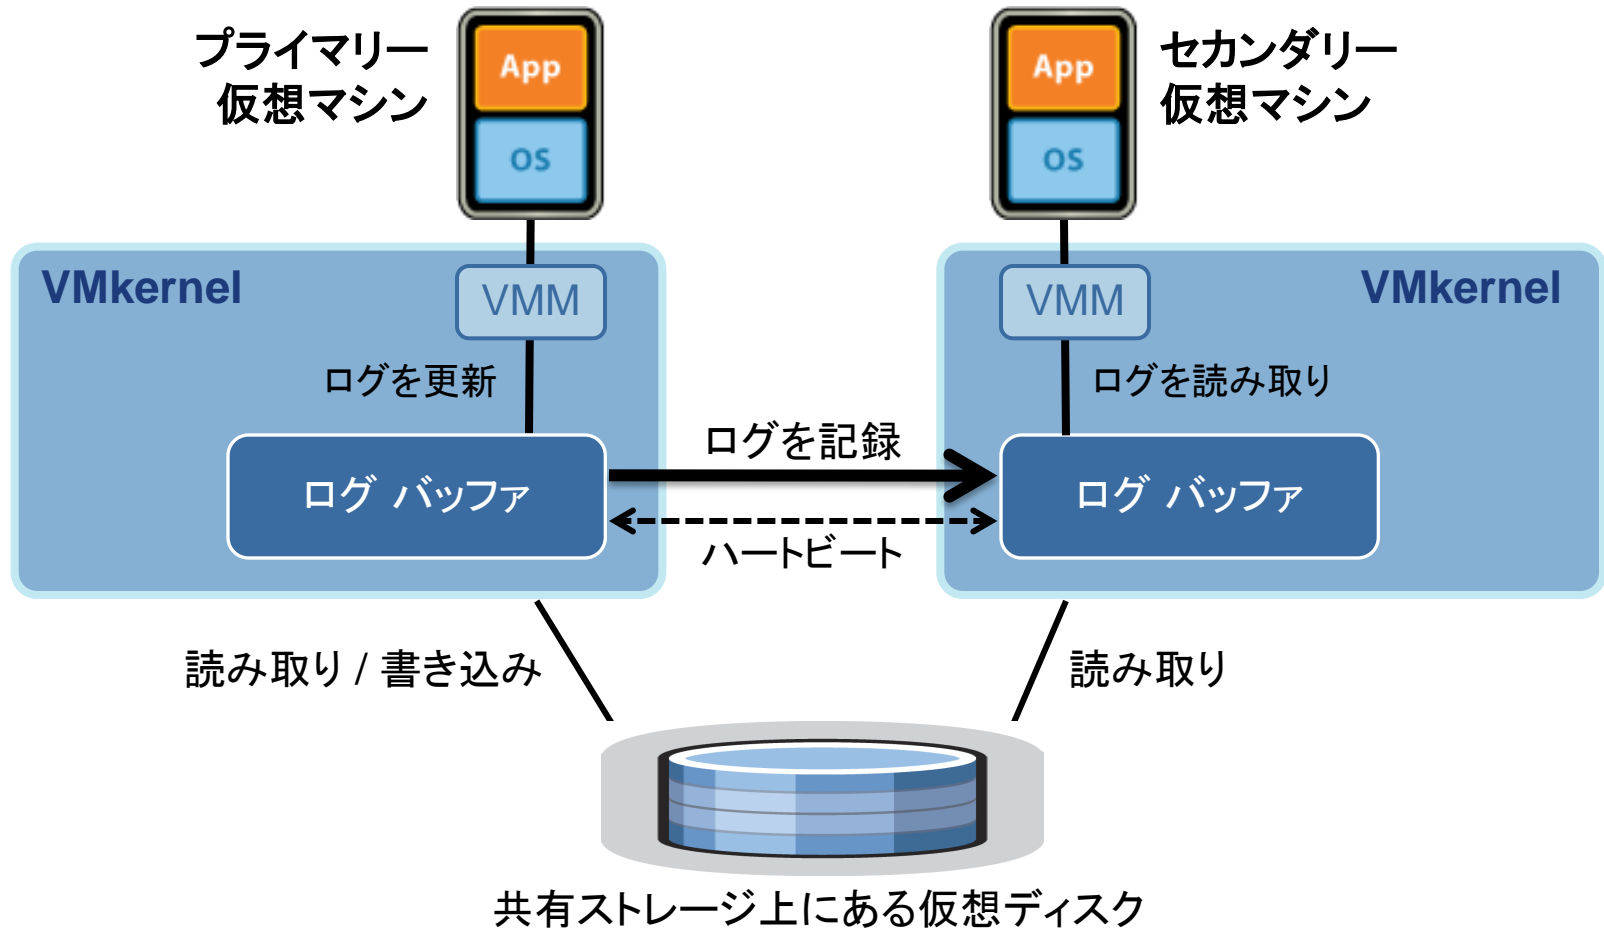 プライマリー
仮想マシン
App
OS
App
OS
セカンダリー
仮想マシン
VMkernel
VMM
VMM
VMkernel
ログを更新
ログを読み取り
ログ バッファ
ログを記録
ログ バッファ
ハートビート
読み取り / 書き込み
読み取り
共有ストレージ上にある仮想ディスク